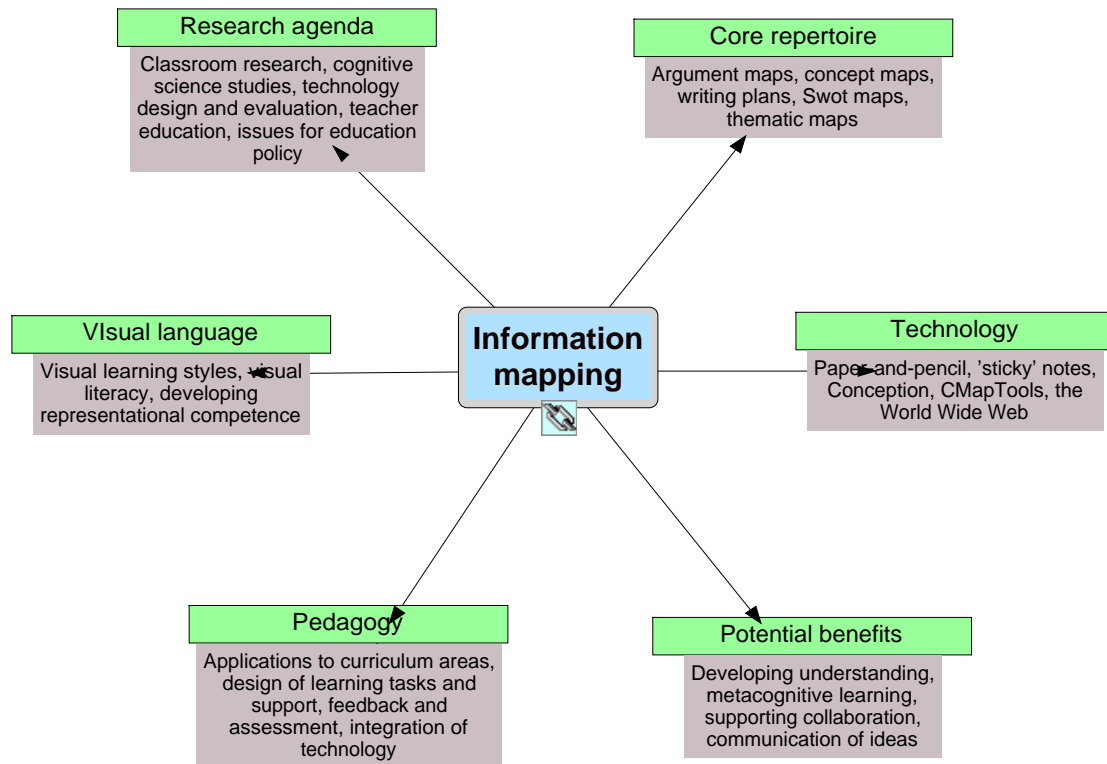 Research agenda
Classroom research, cognitive
science studies, technology
design and evaluation, teacher
education, issues for education
policy
Core repertoire
Argument maps, concept maps,
writing plans, Swot maps,
thematic maps
VIsual language
Visual learning styles, visual
literacy, developing
representational competence
Information
mapping
Technology
Paper-and-pencil, 'sticky' notes,
Conception, CMapTools, the
World Wide Web
Pedagogy
Applications to curriculum areas,
design of learning tasks and
support, feedback and
assessment, integration of
technology
Potential benefits
Developing understanding,
metacognitive learning,
supporting collaboration,
communication of ideas